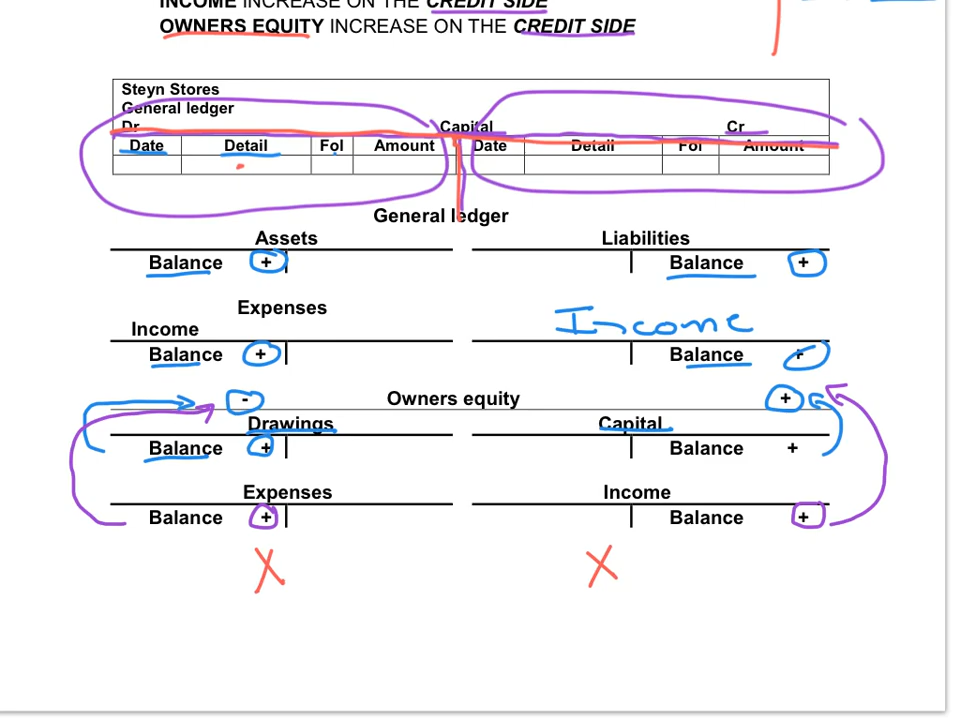 INCOME INCREASE ON THE CREDIT SIDE
OWNERS EQUITY INCREASE ON THE CREDIT SIDE
Steyn Stores
General ledger
Dr Capital Cr
Date Detail Fol Amount Date Detail Fol Amount
General ledger
Assets Liabilities
Balance + Balance +
Expenses
Income Income
Balance + Balance +
- Owners equity +
Drawings Capital
Balance + Balance +
Expenses Income
Balance + Balance +
X X